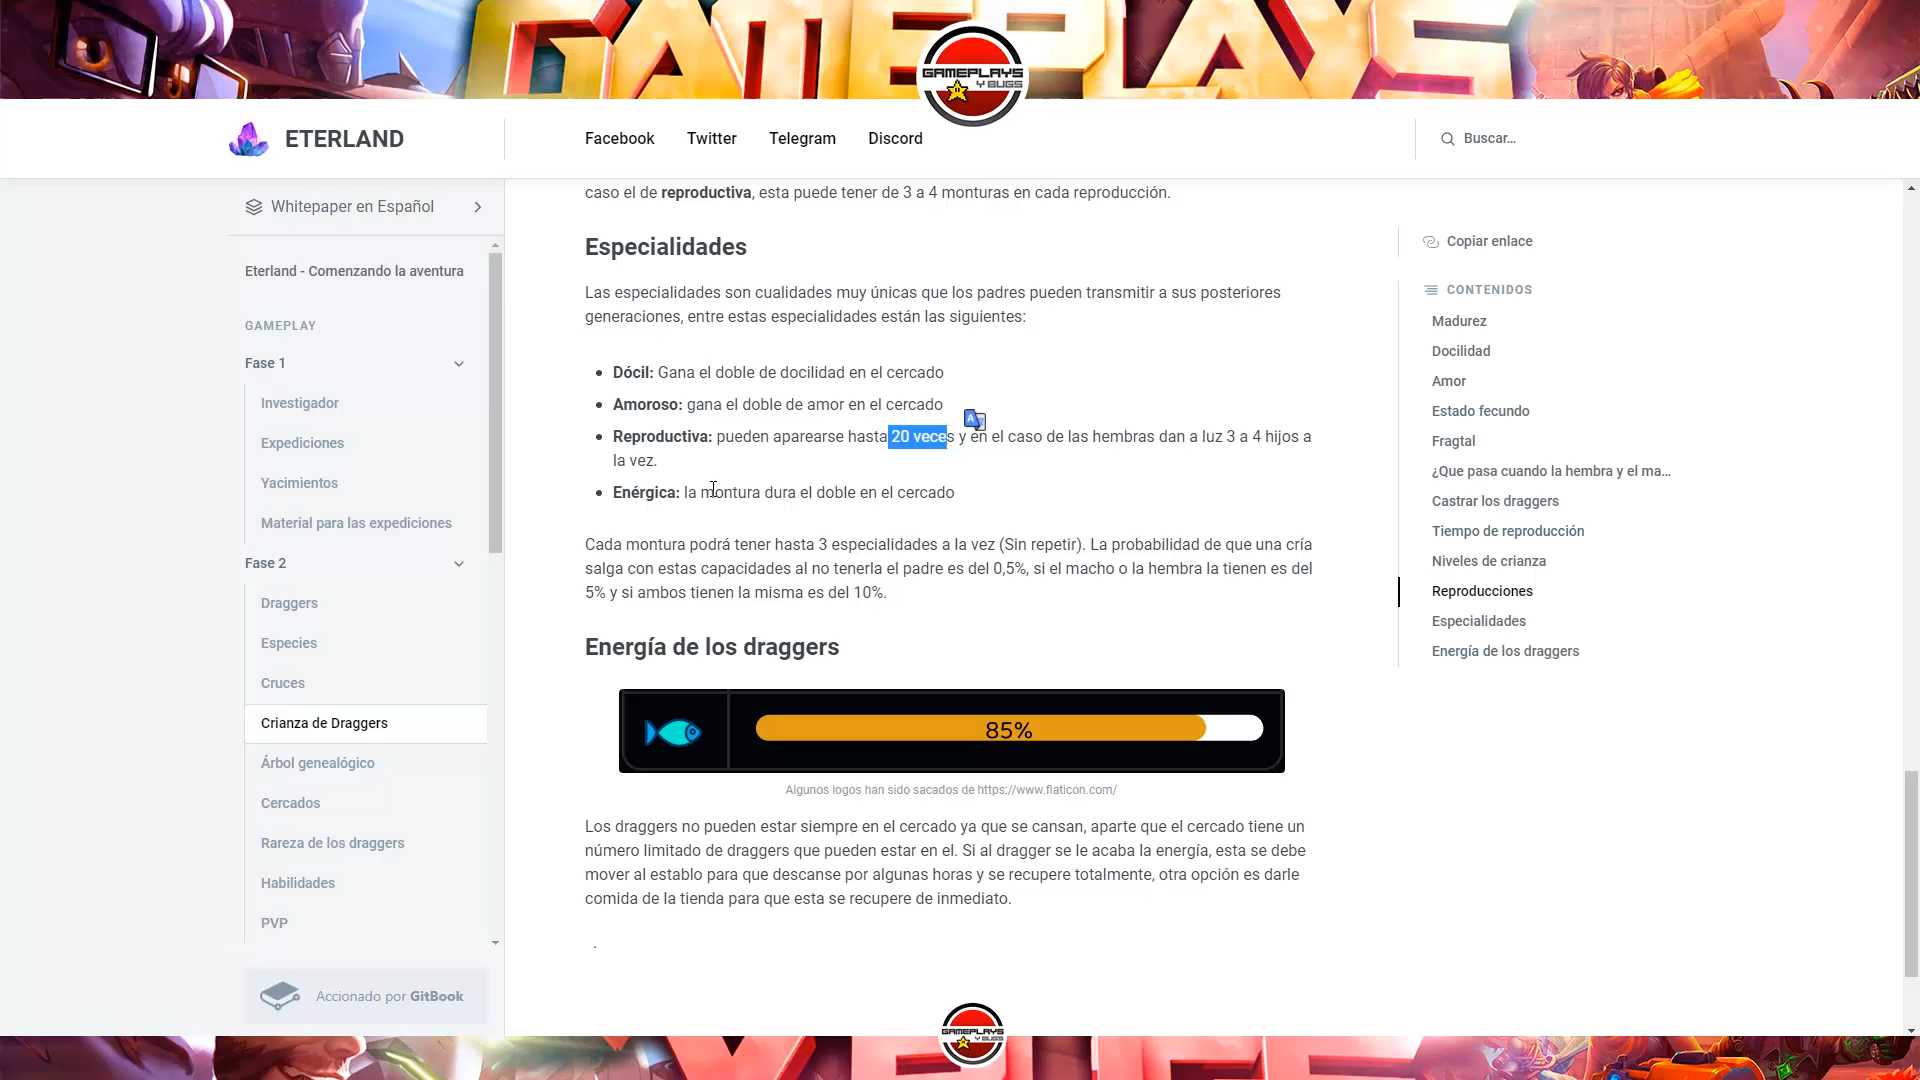 GAMEPLAYS
GAMEPLAYS
Y BUGS
ETERLAND
Facebook
Twitter
Telegram
Discord
Buscar...
Whitepaper en Español
Eterland - Comenzando la aventura
GAMEPLAY
Fase 1
Investigador
Expediciones
Yacimientos
Material para las expediciones
Fase 2
Draggers
Especies
Cruces
Crianza de Draggers
Árbol genealógico
Cercados
Rareza de los draggers
Habilidades
PVP
Accionado por GitBook
caso el de reproductiva, esta puede tener de 3 a 4 monturas en cada reproducción.
Especialidades
Las especialidades son cualidades muy únicas que los padres pueden transmitir a sus posteriores
generaciones, entre estas especialidades están las siguientes:
Dócil: Gana el doble de docilidad en el cercado
Amoroso: gana el doble de amor en el cercado
Reproductiva: pueden aparearse hasta 20 veces y en el caso de las hembras dan a luz 3 a 4 hijos a
la vez.
Enérgica: la montura dura el doble en el cercado
Cada montura podrá tener hasta 3 especialidades a la vez (Sin repetir). La probabilidad de que una cría
salga con estas capacidades al no tenerla el padre es del 0,5%, si el macho o la hembra la tienen es del
5% y si ambos tienen la misma es del 10%.
Energía de los draggers
85%
Algunos logos han sido sacados de https://www.flaticon.com/
Los draggers no pueden estar siempre en el cercado ya que se cansan, aparte que el cercado tiene un
número limitado de draggers que pueden estar en el. Si al dragger se le acaba la energía, esta se debe
mover al establo para que descanse por algunas horas y se recupere totalmente, otra opción es darle
comida de la tienda para que esta se recupere de inmediato.
.
Copiar enlace
CONTENIDOS
Madurez
Docilidad
Amor
Estado fecundo
Fragtal
¿Que pasa cuando la hembra y el ma...
Castrar los draggers
Tiempo de reproducción
Niveles de crianza
Reproducciones
Especialidades
Energía de los draggers
GAMEPLAYS
Y BUGS